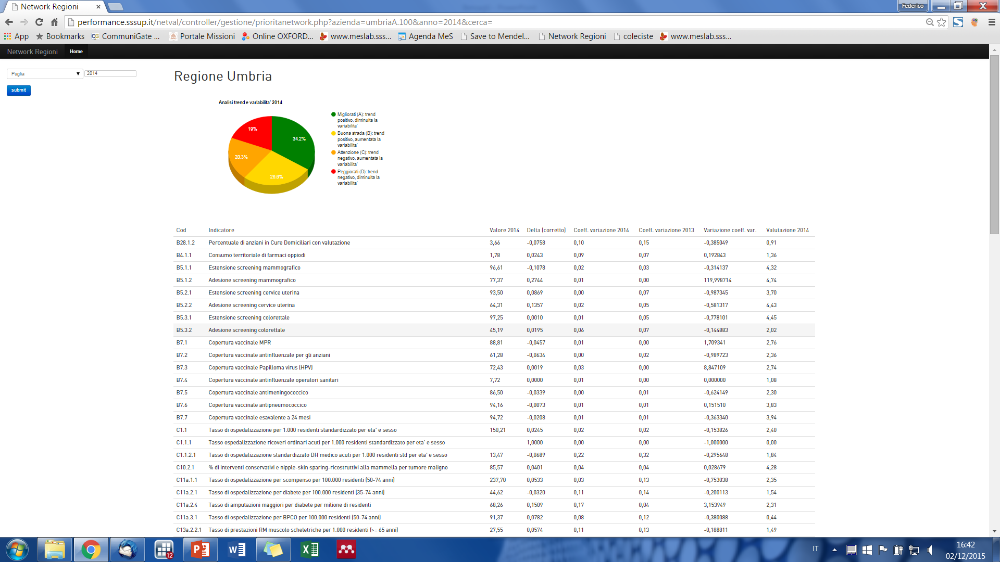 Network Regioni
Federico
performance.sssup.it/netval/controller/gestione/prioritanetwork.php?azienda=umbriaA.100&anno=2014&cerca=
App Bookmarks CommuniGate ... Portale Missioni Online OXFORD... www.meslab.sss... Agenda MeS Save to Mendel... Network Regioni coleciste www.meslab.sss...
Network Regioni Home
Puglia 2014
submit
Regione Umbria
Analisi trend e variabilita' 2014
19%
34.2%
20.3%
26.6%
Migliorati (A): trend
positivo, diminuita la
variabilita'
Buona strada (B): trend
positivo, aumentata la
variabilita'
Attenzione (C): trend
negativo, aumentata la
variabilita'
Peggiorati (D): trend
negativo, diminuita la
variabilita'
Cod Indicatore Valore 2014 Delta (corretto) Coeff. variazione 2014 Coeff. variazione 2013 Variazione coeff. var. Valutazione 2014
B28.1.2 Percentuale di anziani in Cure Domiciliari con valutazione 3,66 -0,0758 0,10 0,15 -0,385049 0,91
B4.1.1 Consumo territoriale di farmaci oppiodi 1,78 0,0243 0,09 0,07 0,192843 1,36
B5.1.1 Estensione screening mammografico 96,61 -0,1078 0,02 0,03 -0,314137 4,32
B5.1.2 Adesione screening mammografico 77,37 0,2744 0,01 0,00 119,998714 4,74
B5.2.1 Estensione screening cervice uterina 93,50 0,0869 0,00 0,07 -0,987345 3,70
B5.2.2 Adesione screening cervice uterina 64,31 0,1357 0,02 0,05 -0,581317 4,43
B5.3.1 Estensione screening colorettale 97,25 0,0010 0,01 0,05 -0,778101 4,45
B5.3.2 Adesione screening colorettale 45,19 0,0195 0,06 0,07 -0,144883 2,02
B7.1 Copertura vaccinale MPR 88,81 -0,0457 0,01 0,00 1,709341 2,76
B7.2 Copertura vaccinale antinfluenzale per gli anziani 61,28 -0,0634 0,00 0,02 -0,989723 2,36
B7.3 Copertura vaccinale Papilloma virus (HPV) 72,43 0,0019 0,03 0,00 8,847109 2,74
B7.4 Copertura vaccinale antinfluenzale operatori sanitari 7,72 0,0000 0,01 0,00 0,000000 1,08
B7.5 Copertura vaccinale antimeningococcico 86,50 -0,0339 0,00 0,01 -0,624149 2,30
B7.6 Copertura vaccinale antipneumococcico 94,16 -0,0073 0,01 0,01 0,151510 3,83
B7.7 Copertura vaccinale esavalente a 24 mesi 94,72 -0,0208 0,01 0,01 -0,363340 3,94
C1.1 Tasso di ospedalizzazione per 1.000 residenti standardizzato per eta' e sesso 150,21 0,0245 0,02 0,02 -0,153826 2,40
C1.1.1 Tasso ospedalizzazione ricoveri ordinari acuti per 1.000 residenti standardizzato per eta' e sesso 1,0000 0,00 0,00 -1,000000 0,00
C1.1.2.1 Tasso di ospedalizzazione standardizzato DH medico acuti per 1.000 residenti std per eta' e sesso 13,47 -0,0689 0,22 0,32 -0,295648 1,84
C10.2.1 % di interventi conservativi e nipple-skin sparing-ricostruttivi alla mammella per tumore maligno 85,57 0,0401 0,04 0,04 0,028679 4,28
C11a.1.1 Tasso di ospedalizzazione per scompenso per 100.000 residenti (50-74 anni) 237,70 0,0533 0,03 0,13 -0,753038 2,35
C11a.2.1 Tasso di ospedalizzazione per diabete per 100.000 residenti (35-74 anni) 44,62 -0,0320 0,11 0,14 -0,200113 1,54
C11a.2.4 Tasso di amputazioni maggiori per diabete per milione di residenti 68,26 0,1509 0,17 0,04 3,153949 2,31
C11a.3.1 Tasso di ospedalizzazione per BPCO per 100.000 residenti (50-74 anni) 91,37 0,0782 0,08 0,12 -0,380088 0,44
C13a.2.2.1 Tasso di prestazioni RM muscolo scheletriche per 1.000 residenti (>= 65 anni) 27,55 0,0574 0,11 0,13 -0,188811 1,49
12
IT
16:42
02/12/2015